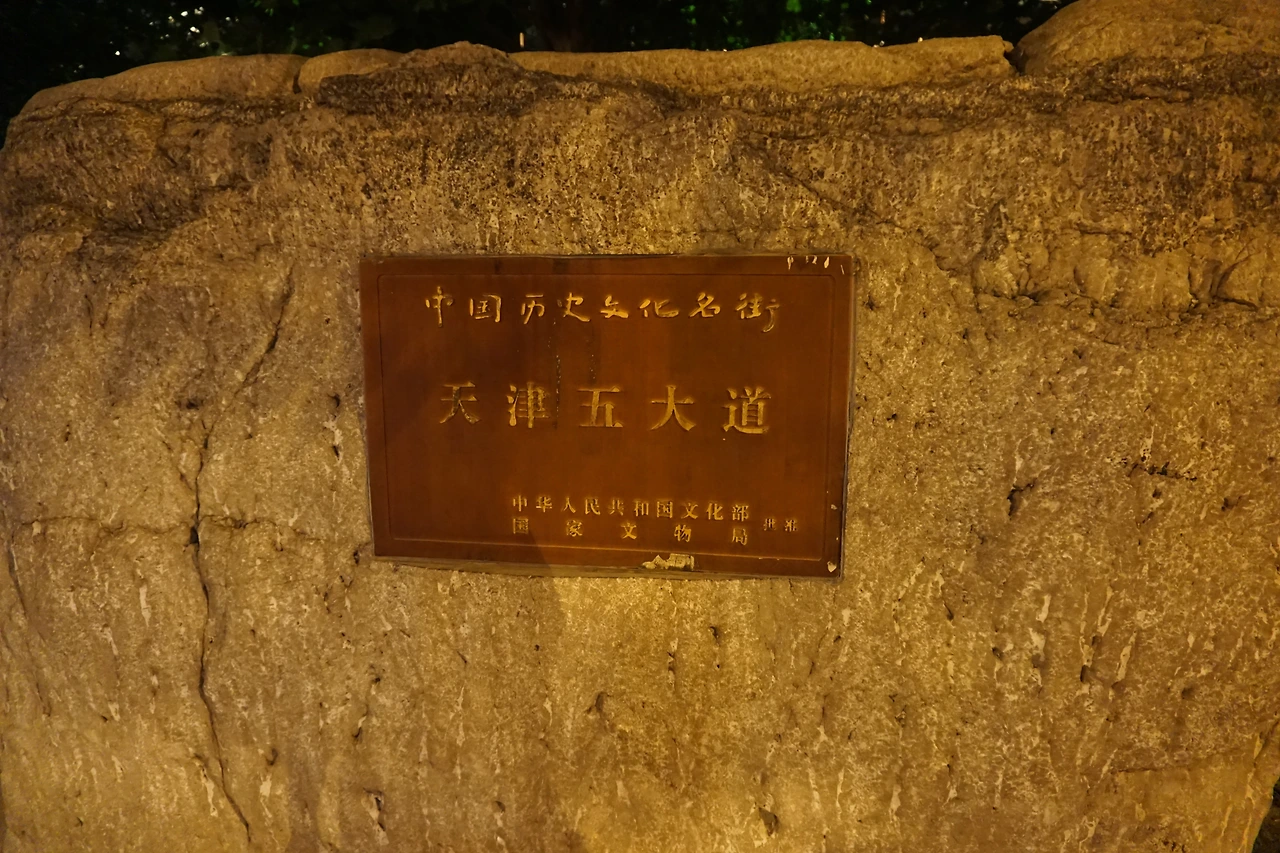 中国历史文化名街
天津五大道
中华人民共和国文化部
国家文物局 批准